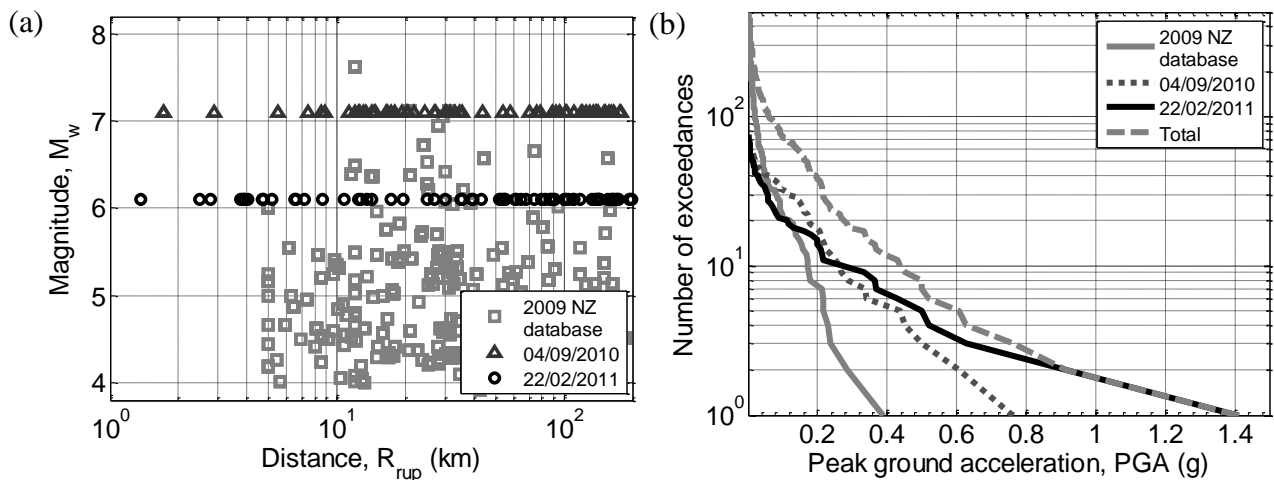 (a)
8
7
6
5
4
Magnitude, M_w
10^0
10^1
10^2
Distance, R_rup (km)
2009 NZ
database
04/09/2010
22/02/2011
(b)
10^2
10^1
10^0
Number of exceedances
0.2 0.4 0.6 0.8 1 1.2 1.4
Peak ground acceleration, PGA (g)
2009 NZ
database
04/09/2010
22/02/2011
Total